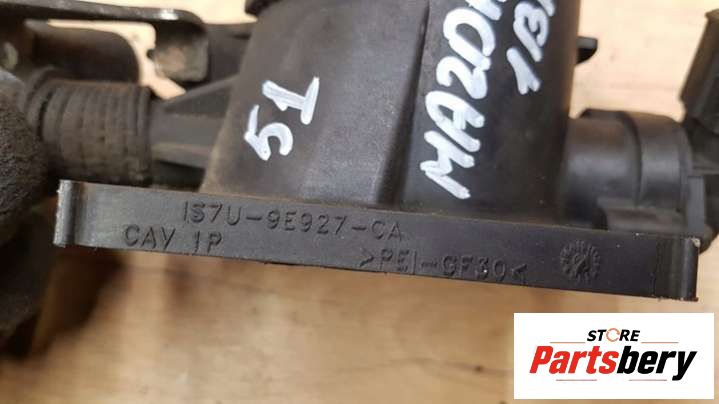 51
MAZDA
1S7U-9E927-CA
CAV 1P
>PEI-GF30<
STORE
Partsbery